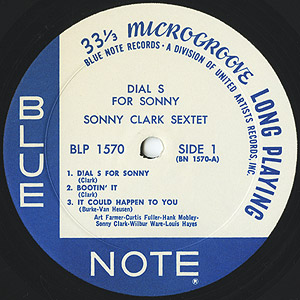 33 1/3 MICROGROOVE LONG PLAYING
BLUE NOTE RECORDS • A DIVISION OF UNITED ARTISTS RECORDS, INC.
DIAL S
FOR SONNY
SONNY CLARK SEXTET
BLP 1570 SIDE 1
(BN 1570-A)
1. DIAL S FOR SONNY
(Clark)
2. BOOTIN' IT
(Clark)
3. IT COULD HAPPEN TO YOU
(Burke-Van Heusen)
Art Farmer-Curtis Fuller-Hank Mobley-
Sonny Clark-Wilbur Ware-Louis Hayes
BLUE
NOTE ®